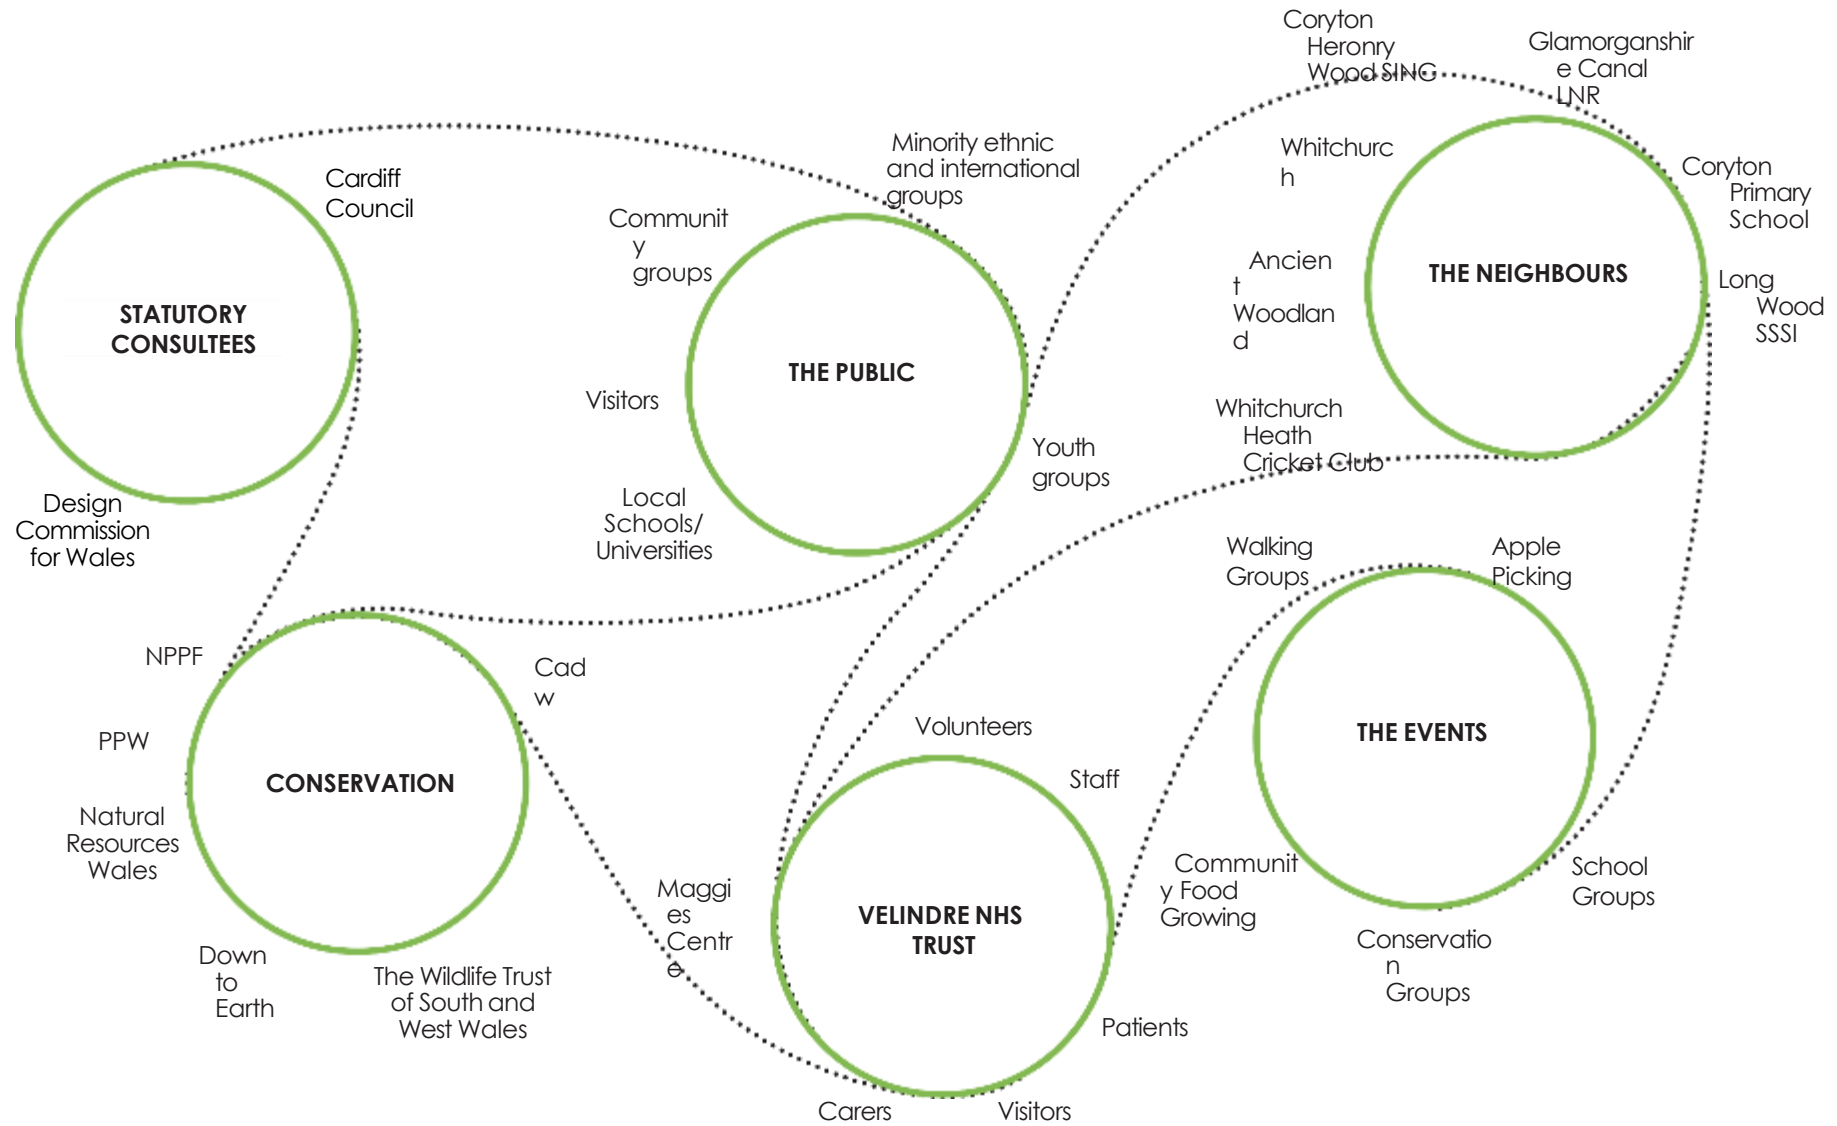 Cardiff
Council
STATUTORY
CONSULTEES
Design
Commission
for Wales
Minority ethnic
and international
groups
Communit
y
groups
THE PUBLIC
Visitors
Youth
groups
Local
Schools/
Universities
Coryton
Heronry
Wood SINC
Glamorganshir
e Canal
LNR
Whitchurc
h
Coryton
Primary
School
Ancien
t
Woodlan
d
THE NEIGHBOURS
Long
Wood
SSSI
Whitchurch
Heath
Cricket Club
NPPF
Cad
w
PPW
CONSERVATION
Natural
Resources
Wales
Down
to
Earth
The Wildlife Trust
of South and
West Wales
Volunteers
Staff
Maggi
es
Centr
e
VELINDRE NHS
TRUST
Patients
Carers
Visitors
Walking
Groups
Apple
Picking
THE EVENTS
Communit
y Food
Growing
School
Groups
Conservatio
n
Groups